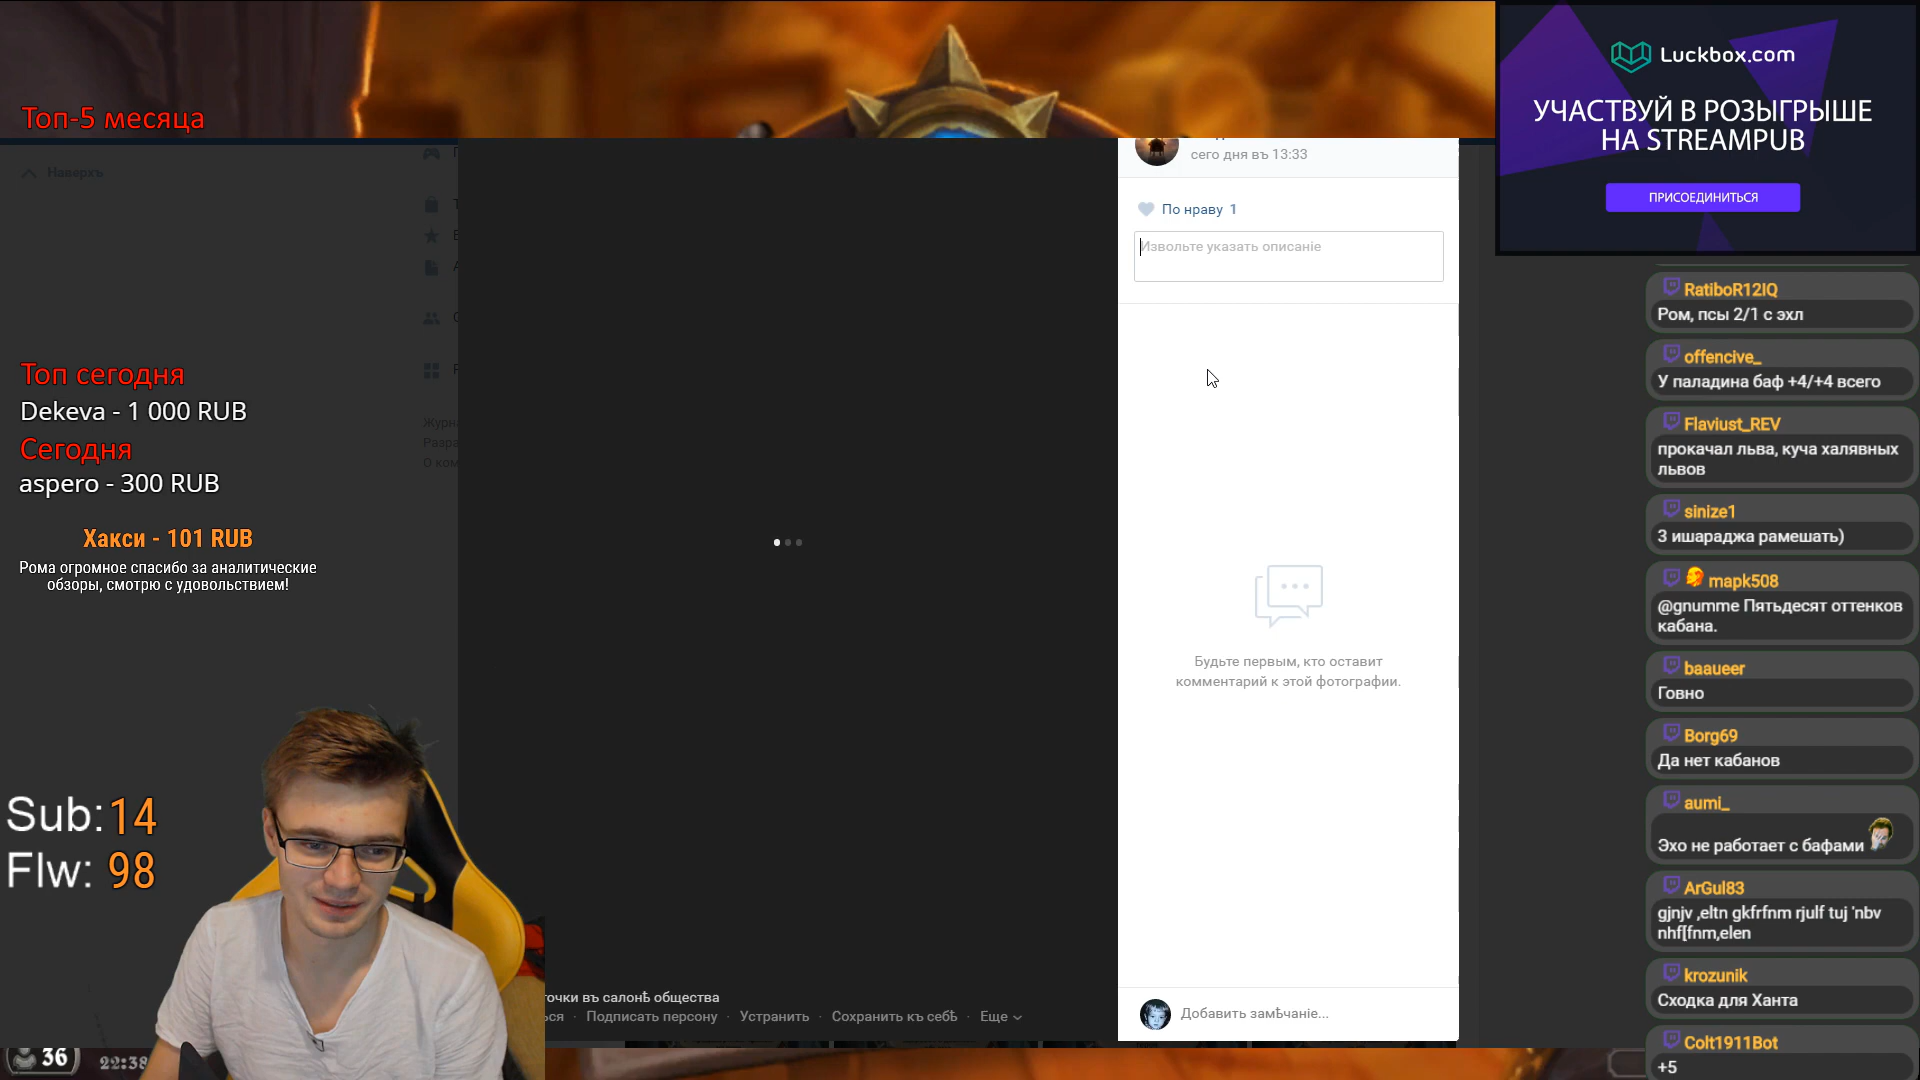 Топ-5 месяца
Наверхъ
сего дня въ 13:33
По нраву 1
Извольте указать описаніе
Luckbox.com
УЧАСТВУЙ В РОЗЫГРЫШЕ
НА STREAMPUB
ПРИСОЕДИНИТЬСЯ
Топ сегодня
Dekeva - 1 000 RUB
Сегодня
aspero - 300 RUB
Хакси - 101 RUB
Рома огромное спасибо за аналитические
обзоры, смотрю с удовольствием!
Sub: 14
Flw: 98
Будьте первым, кто оставит
комментарий к этой фотографии.
въ салонѣ общества
Подписать персону · Устранить · Сохранить къ себѣ · Еще
Добавить замѣчаніе...
36
RatiboR12IQ
Ром, псы 2/1 с эхл
offencive_
У паладина баф +4/+4 всего
Flaviust_REV
прокачал льва, куча халявных
львов
sinize1
3 ишараджа рамешать)
mapk508
@gnumme Пятьдесят оттенков
кабана.
baaueer
Говно
Borg69
Да нет кабанов
aumi_
Эхо не работает с бафами
ArGul83
gjnjv ,eltn gkfrfnm rjulf tuj 'nbv
nhf[fnm,elen
krozunik
Сходка для Ханта
Colt1911Bot
+5